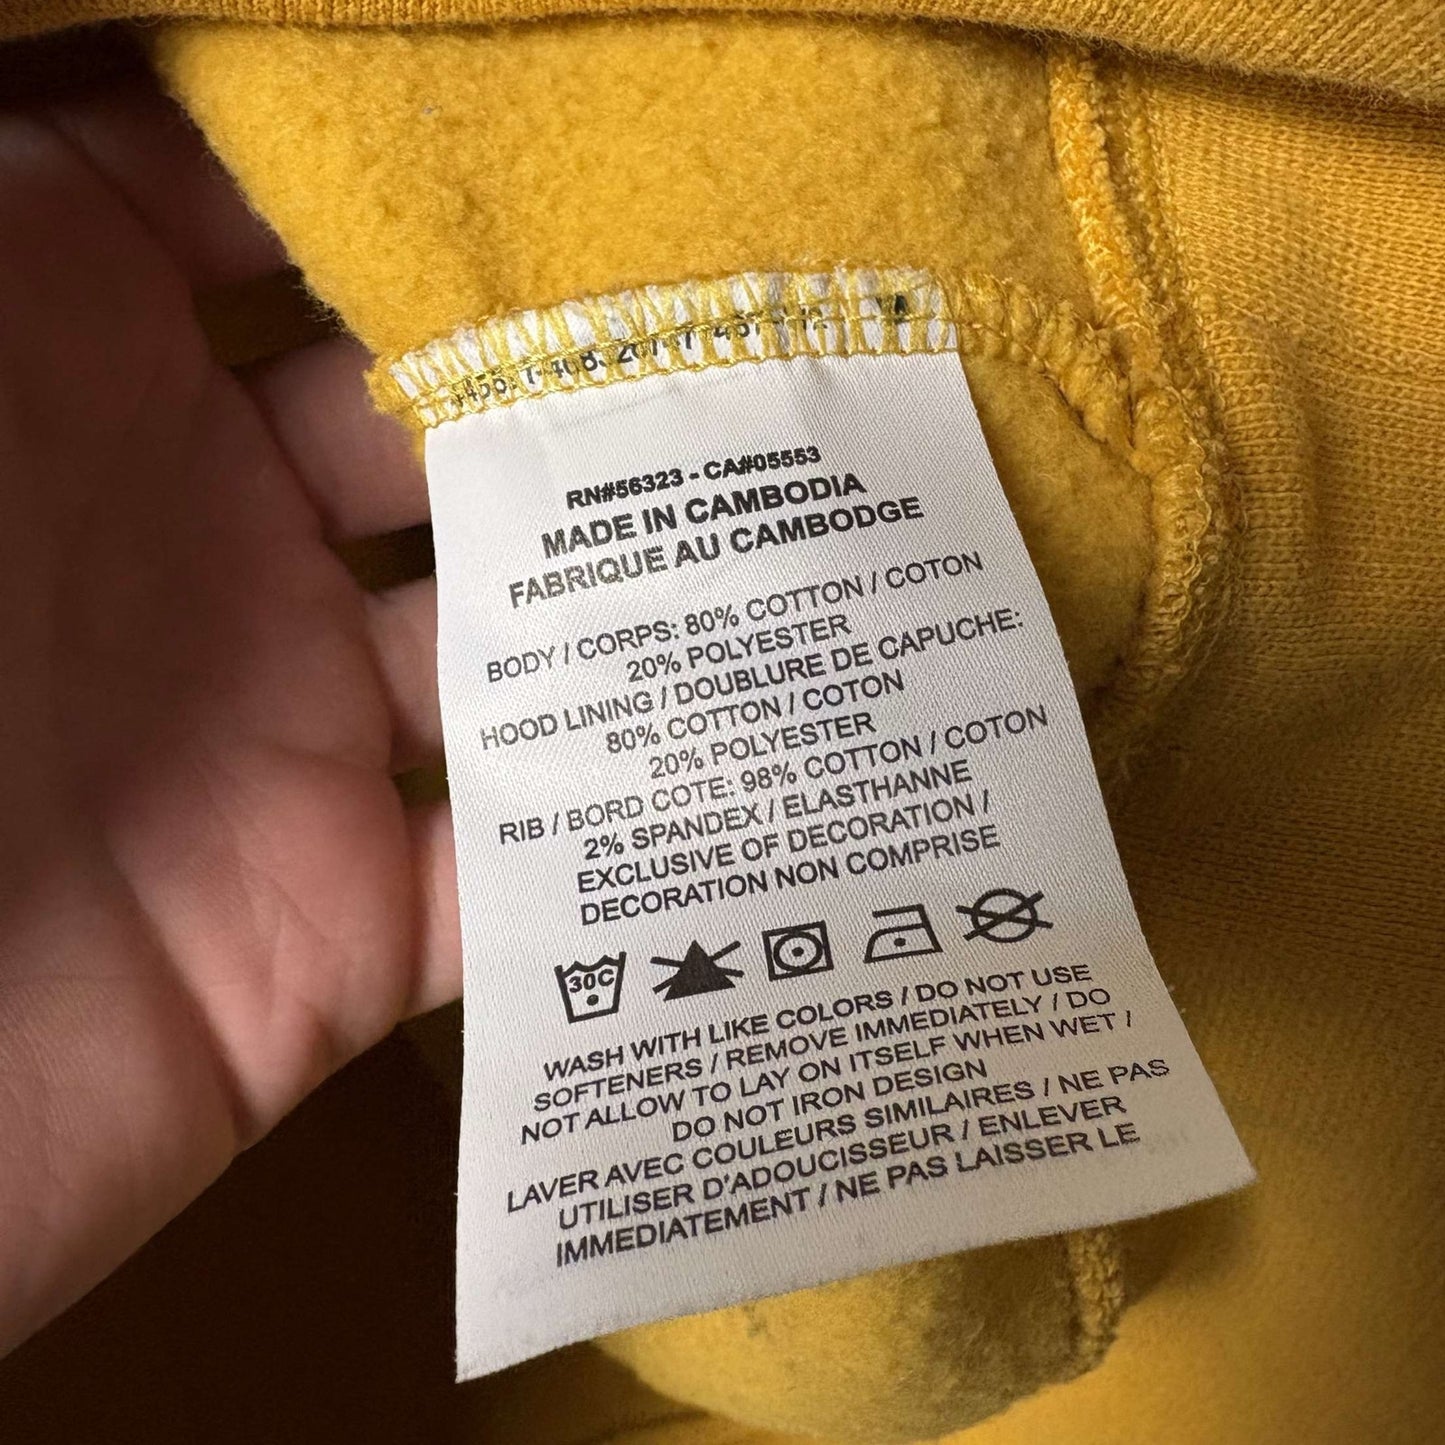 RN#56323 - CA#05553
MADE IN CAMBODIA
FABRIQUE AU CAMBODGE
BODY / CORPS: 80% COTTON / COTON
20% POLYESTER
HOOD LINING / DOUBLURE DE CAPUCHE:
80% COTTON / COTON
20% POLYESTER
RIB / BORD COTE: 98% COTTON / COTON
2% SPANDEX / ELASTHANNE
EXCLUSIVE OF DECORATION /
DECORATION NON COMPRISE
30C
WASH WITH LIKE COLORS / DO NOT USE
SOFTENERS / REMOVE IMMEDIATELY / DO
NOT ALLOW TO LAY ON ITSELF WHEN WET /
DO NOT IRON DESIGN
LAVER AVEC COULEURS SIMILAIRES / NE PAS
UTILISER D'ADOUCISSEUR / ENLEVER
IMMEDIATEMENT / NE PAS LAISSER LE